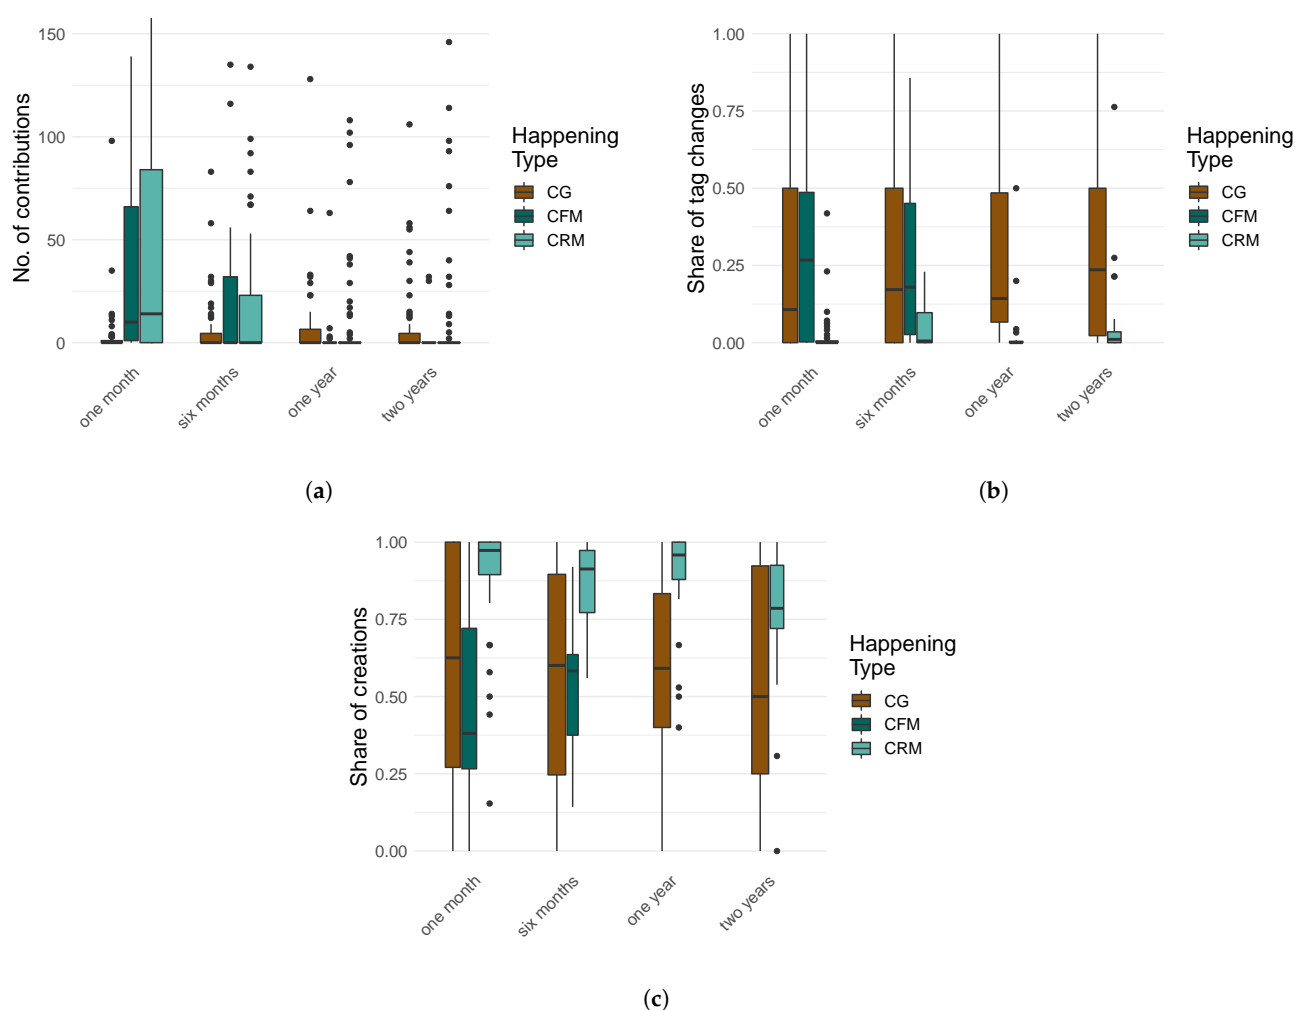 150
100
50
0
No. of contributions
one month
six months
one year
two years
Happening
Type
CG
CFM
CRM
(a)
1.00
0.75
0.50
0.25
0.00
Share of tag changes
one month
six months
one year
two years
Happening
Type
CG
CFM
CRM
(b)
1.00
0.75
0.50
0.25
0.00
Share of creations
one month
six months
one year
two years
Happening
Type
CG
CFM
CRM
(c)